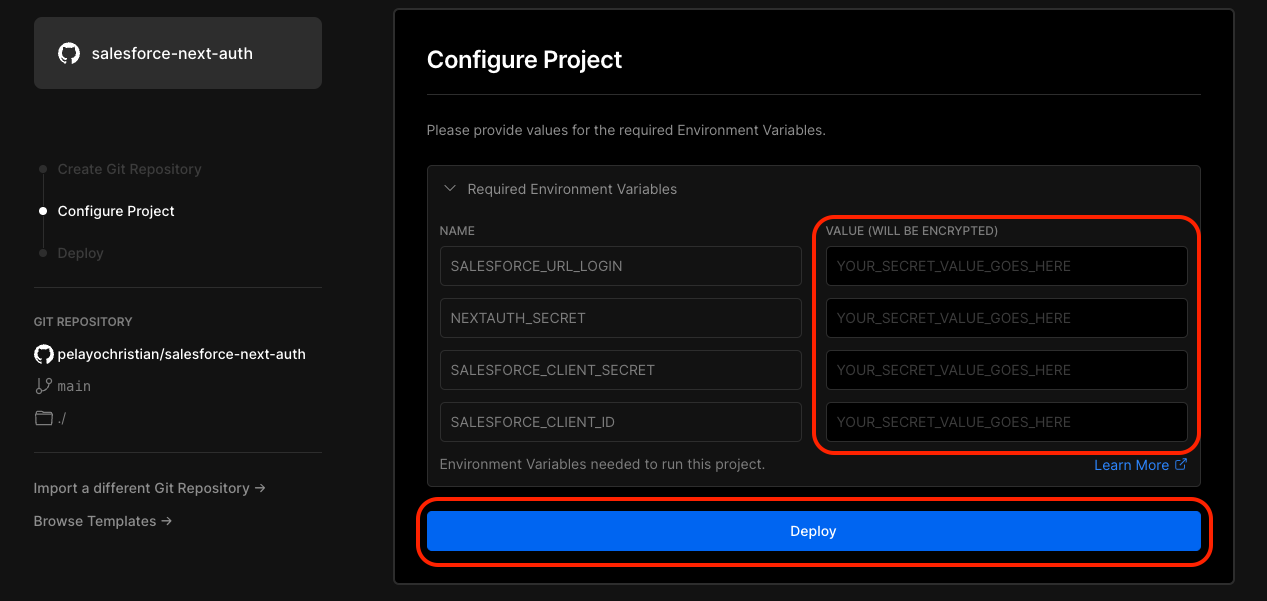 salesforce-next-auth
Create Git Repository
Configure Project
Deploy
GIT REPOSITORY
pelayochristian/salesforce-next-auth
main
./
Import a different Git Repository →
Browse Templates →
Configure Project
Please provide values for the required Environment Variables.
Required Environment Variables
NAME VALUE (WILL BE ENCRYPTED)
SALESFORCE_URL_LOGIN YOUR_SECRET_VALUE_GOES_HERE
NEXTAUTH_SECRET YOUR_SECRET_VALUE_GOES_HERE
SALESFORCE_CLIENT_SECRET YOUR_SECRET_VALUE_GOES_HERE
SALESFORCE_CLIENT_ID YOUR_SECRET_VALUE_GOES_HERE
Environment Variables needed to run this project. Learn More
Deploy